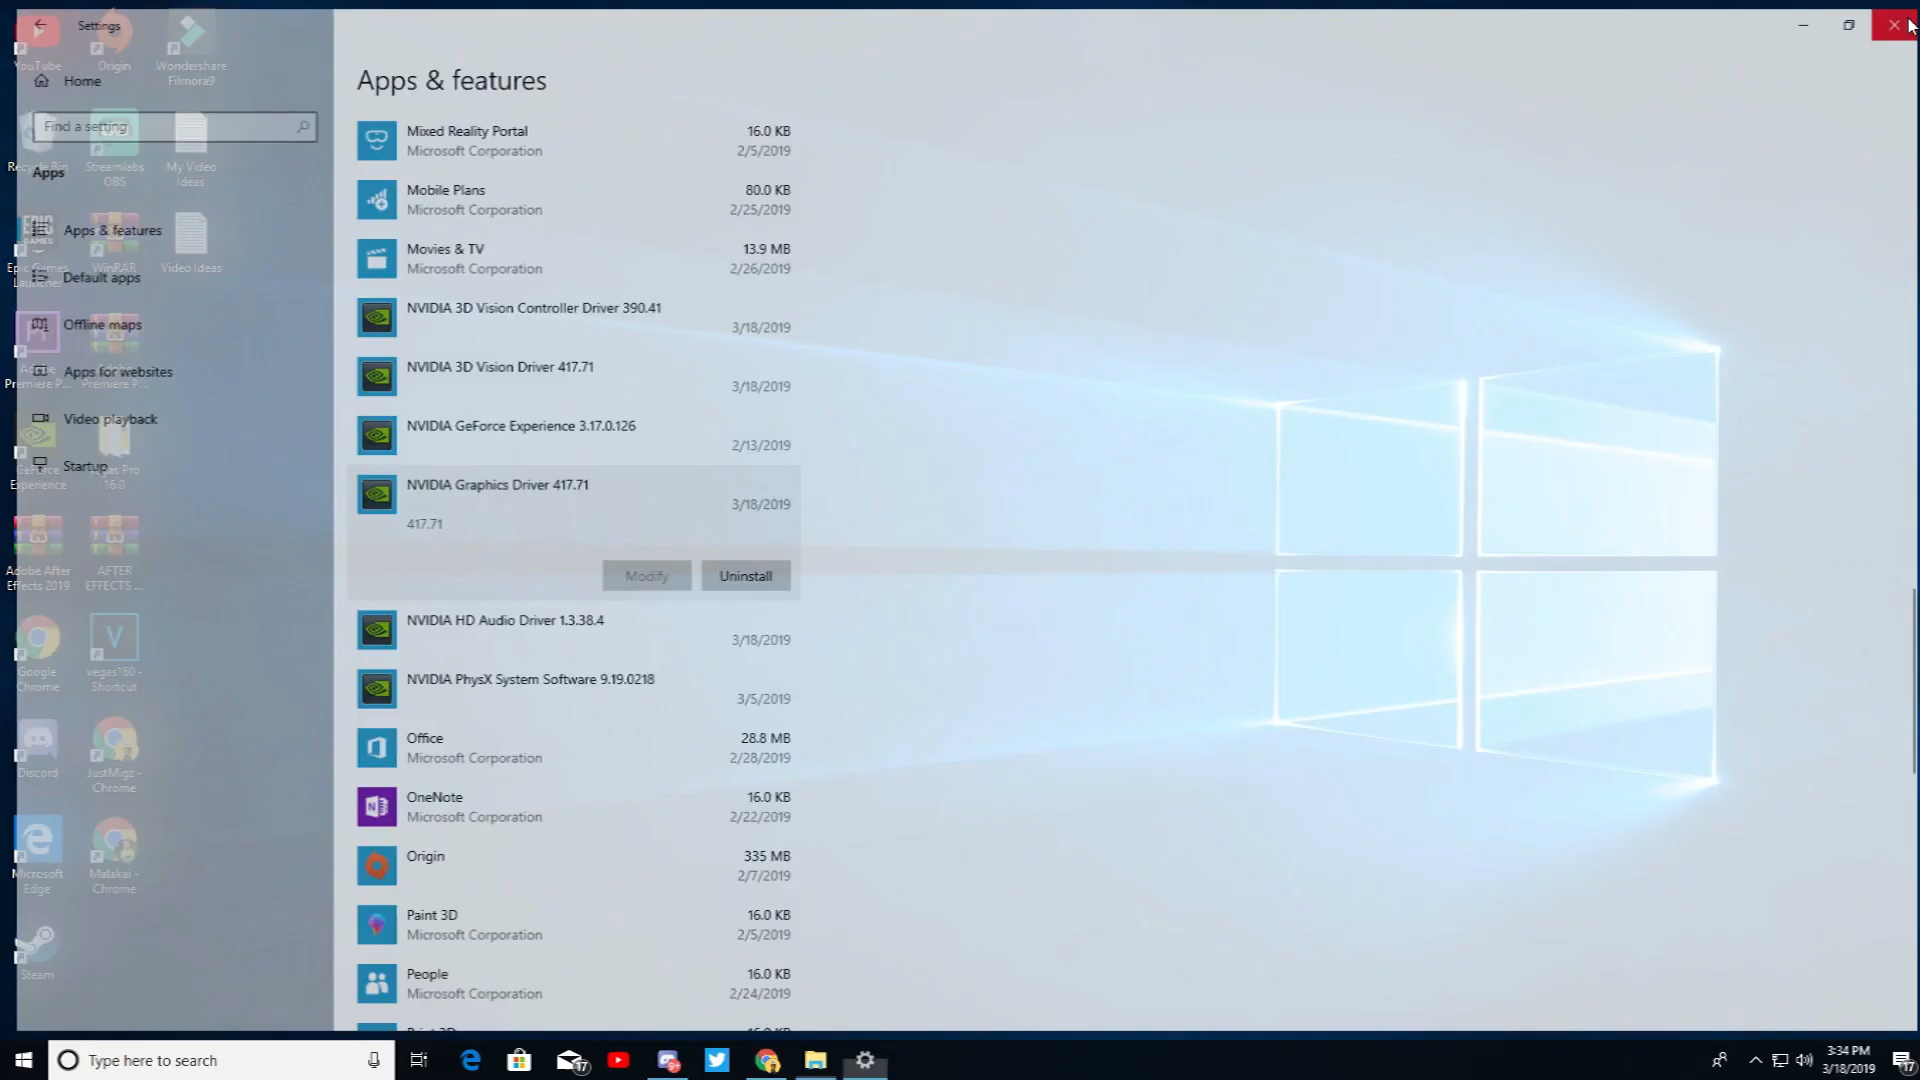 Settings
Home
Find a setting
Apps
Apps & features
Default apps
Offline maps
Apps for websites
Video playback
Startup
YouTube
Origin
Wondershare
Filmora9
Recycle Bin
Streamlabs
OBS
My Video
Ideas
Epic Games
Launcher
WinRAR
Video Ideas
Adobe
Premiere P...
Adobe
Premiere P...
GeForce
Experience
Vegas Pro
16.0
Adobe After
Effects 2019
AFTER
EFFECTS ...
Google
Chrome
vegas160 -
Shortcut
Discord
JustMigz -
Chrome
Microsoft
Edge
Malakai -
Chrome
Steam
Apps & features
Mixed Reality Portal 16.0 KB
Microsoft Corporation 2/5/2019
Mobile Plans 80.0 KB
Microsoft Corporation 2/25/2019
Movies & TV 13.9 MB
Microsoft Corporation 2/26/2019
NVIDIA 3D Vision Controller Driver 390.41
3/18/2019
NVIDIA 3D Vision Driver 417.71
3/18/2019
NVIDIA GeForce Experience 3.17.0.126
2/13/2019
NVIDIA Graphics Driver 417.71
3/18/2019
417.71
Modify Uninstall
NVIDIA HD Audio Driver 1.3.38.4
3/18/2019
NVIDIA PhysX System Software 9.19.0218
3/5/2019
Office 28.8 MB
Microsoft Corporation 2/28/2019
OneNote 16.0 KB
Microsoft Corporation 2/22/2019
Origin 335 MB
2/7/2019
Paint 3D 16.0 KB
Microsoft Corporation 2/5/2019
People 16.0 KB
Microsoft Corporation 2/24/2019
Type here to search
17
3:34 PM
3/18/2019
17